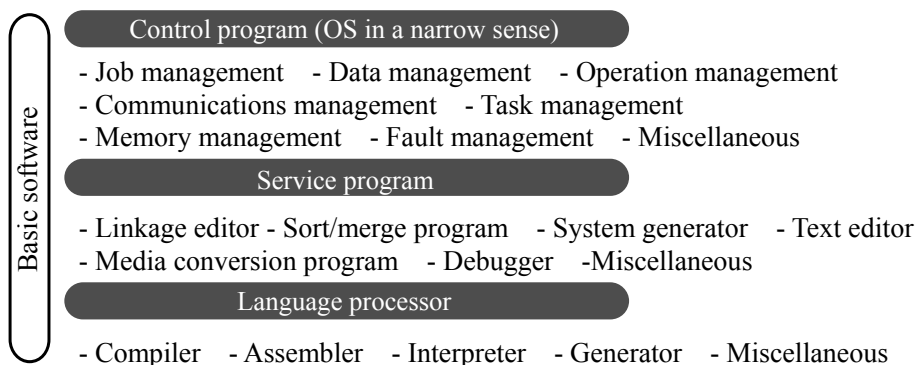 Basic software
Control program (OS in a narrow sense)
- Job management - Data management - Operation management
- Communications management - Task management
- Memory management - Fault management - Miscellaneous
Service program
- Linkage editor - Sort/merge program - System generator - Text editor
- Media conversion program - Debugger -Miscellaneous
Language processor
- Compiler - Assembler - Interpreter - Generator - Miscellaneous